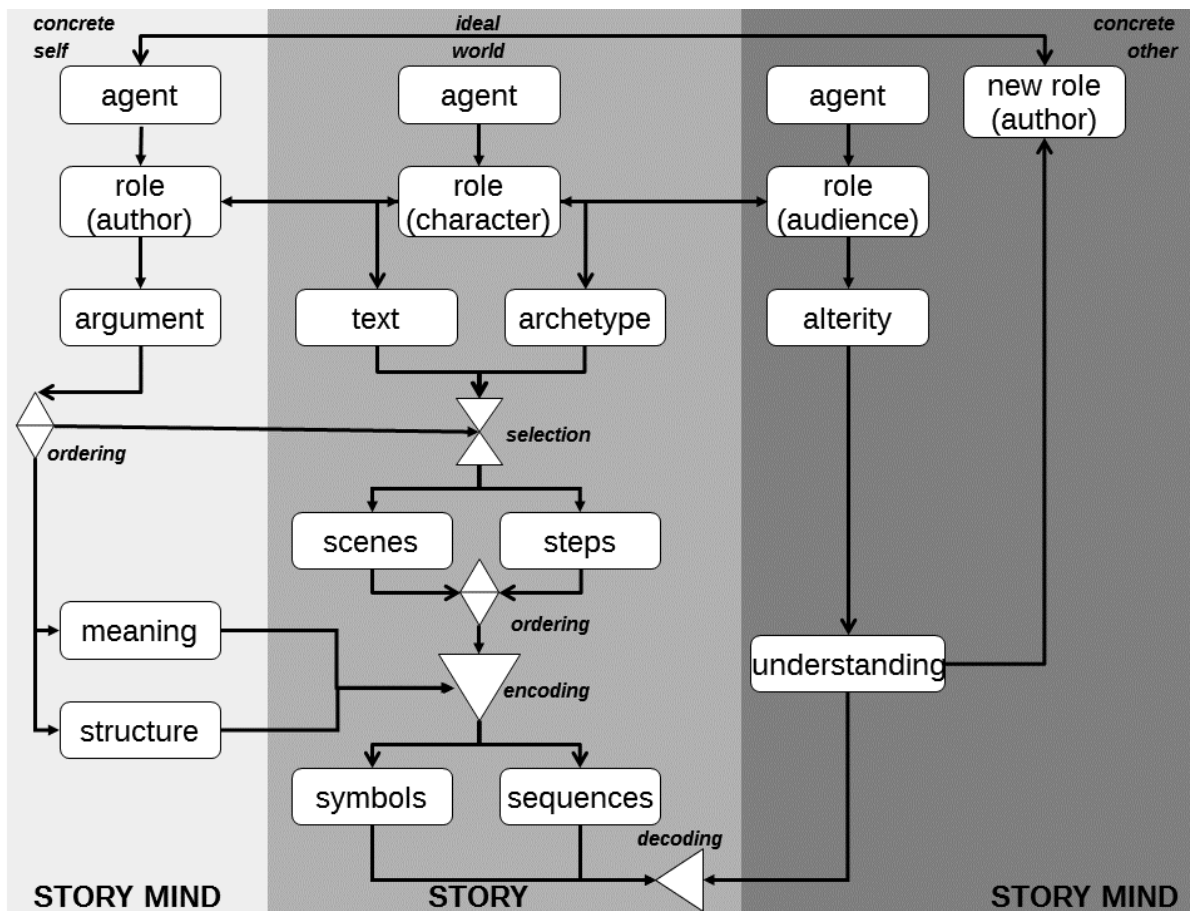 concrete
self
ideal
world
concrete
other
agent
agent
agent
new role
(author)
role
(author)
role
(character)
role
(audience)
argument
text
archetype
alterity
ordering
selection
scenes
steps
ordering
meaning
understanding
encoding
structure
symbols
sequences
decoding
STORY MIND
STORY
STORY MIND